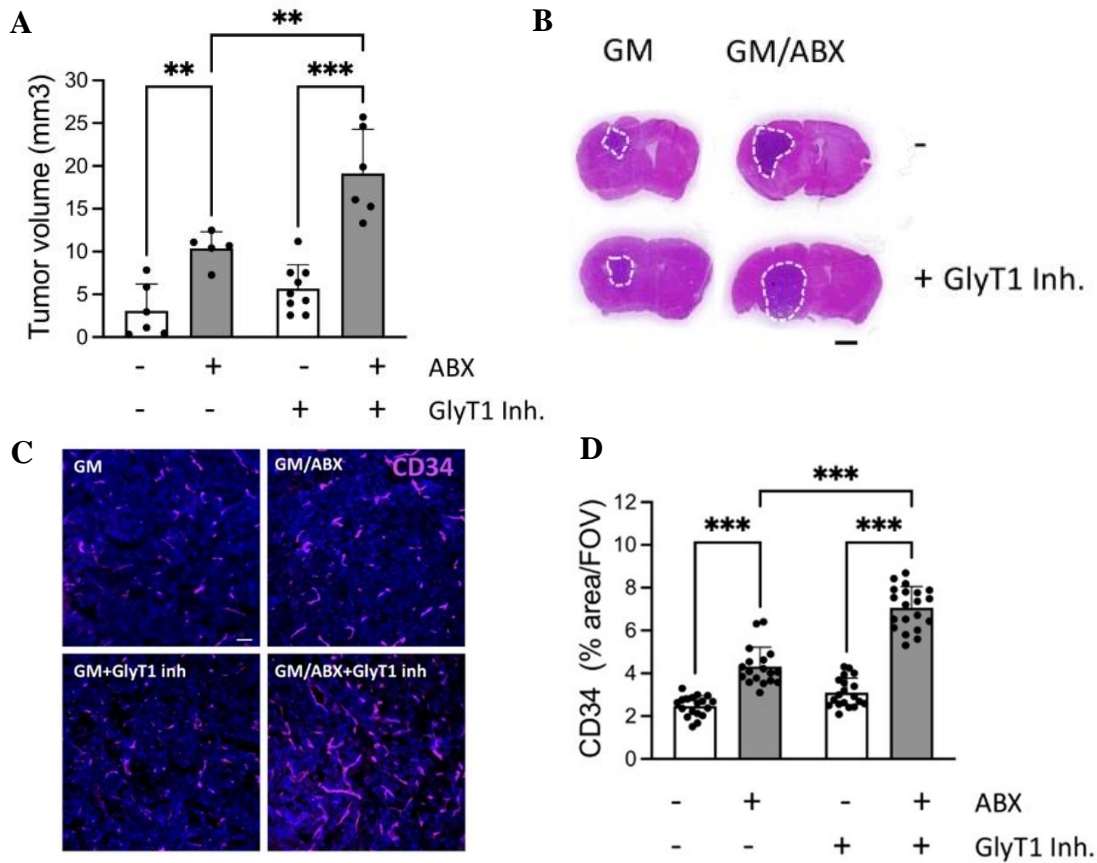 A
**
** ***
Tumor volume (mm3)
30
25
20
15
10
5
0
- + - + ABX
- - + + GlyT1 Inh.
B
GM GM/ABX
-
+ GlyT1 Inh.
C
GM
GM/ABX CD34
GM+GlyT1 inh
GM/ABX+GlyT1 inh
D
***
*** ***
CD34 (% area/FOV)
12
10
8
6
4
2
0
- + - + ABX
- - + + GlyT1 Inh.